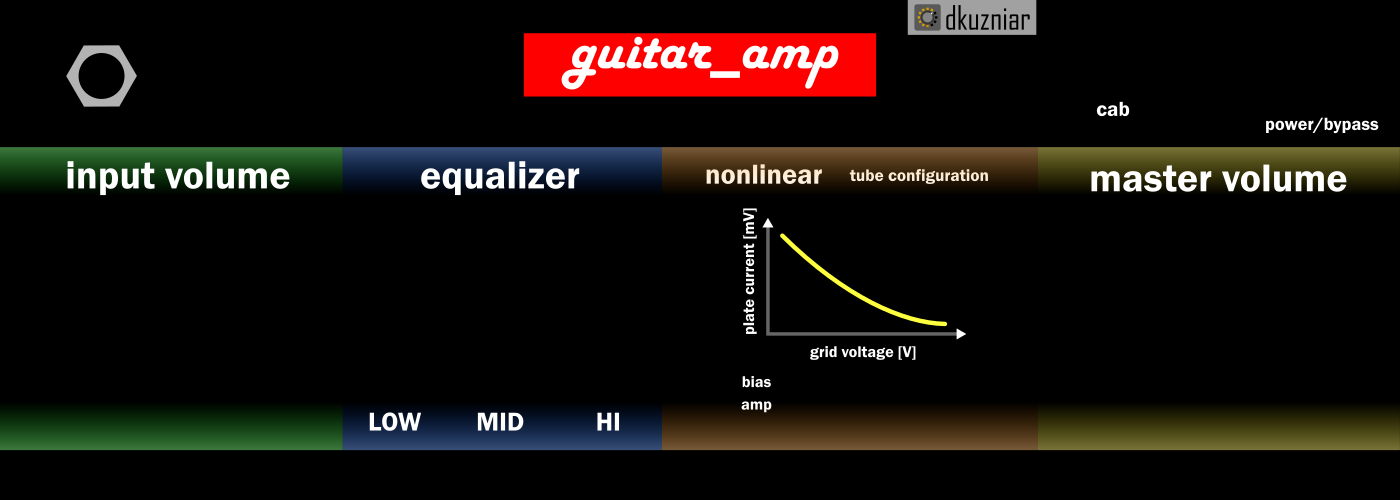 dkuzniar
guitar_amp
cab
power/bypass
input volume
equalizer
nonlinear
tube configuration
master volume
plate current [mV]
grid voltage [V]
bias
amp
LOW
MID
HI